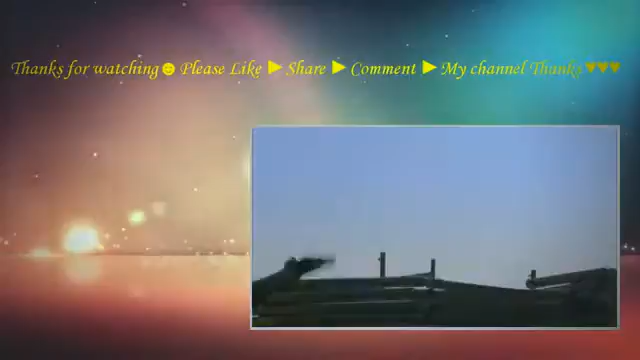 Thanks for watching☻Please Like ►Share ►Comment ►My channel Thanks♥♥♥